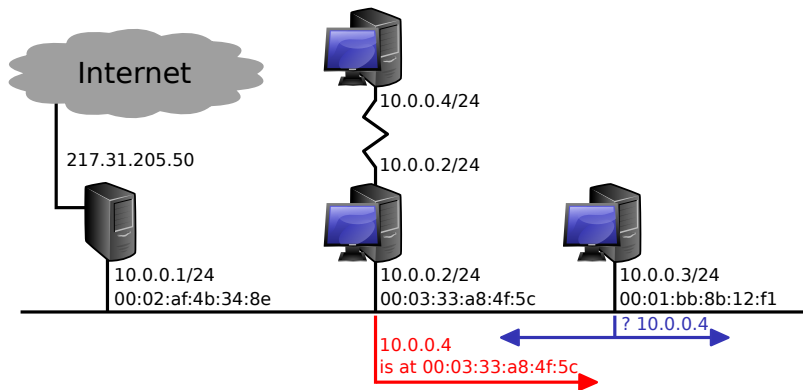 Internet
10.0.0.4/24
217.31.205.50
10.0.0.2/24
10.0.0.1/24
00:02:af:4b:34:8e
10.0.0.2/24
00:03:33:a8:4f:5c
10.0.0.3/24
00:01:bb:8b:12:f1
? 10.0.0.4
10.0.0.4
is at 00:03:33:a8:4f:5c